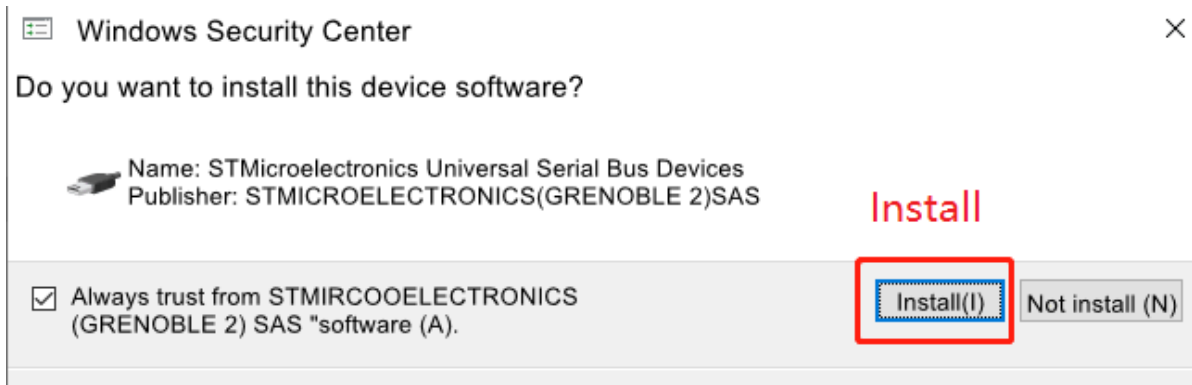 Windows Security Center
Do you want to install this device software?
Name: STMicroelectronics Universal Serial Bus Devices
Publisher: STMICROELECTRONICS(GRENOBLE 2)SAS
Install
Always trust from STMIRCOOELECTRONICS
(GRENOBLE 2) SAS "software (A).
Install(I)
Not install (N)